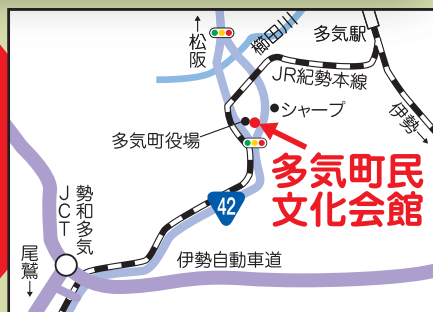 ↑松阪
櫛田川
多気駅
JR紀勢本線
シャープ
伊勢→
多気町役場
多気町民
文化会館
42
勢和多気
JCT
伊勢自動車道
尾鷲↓